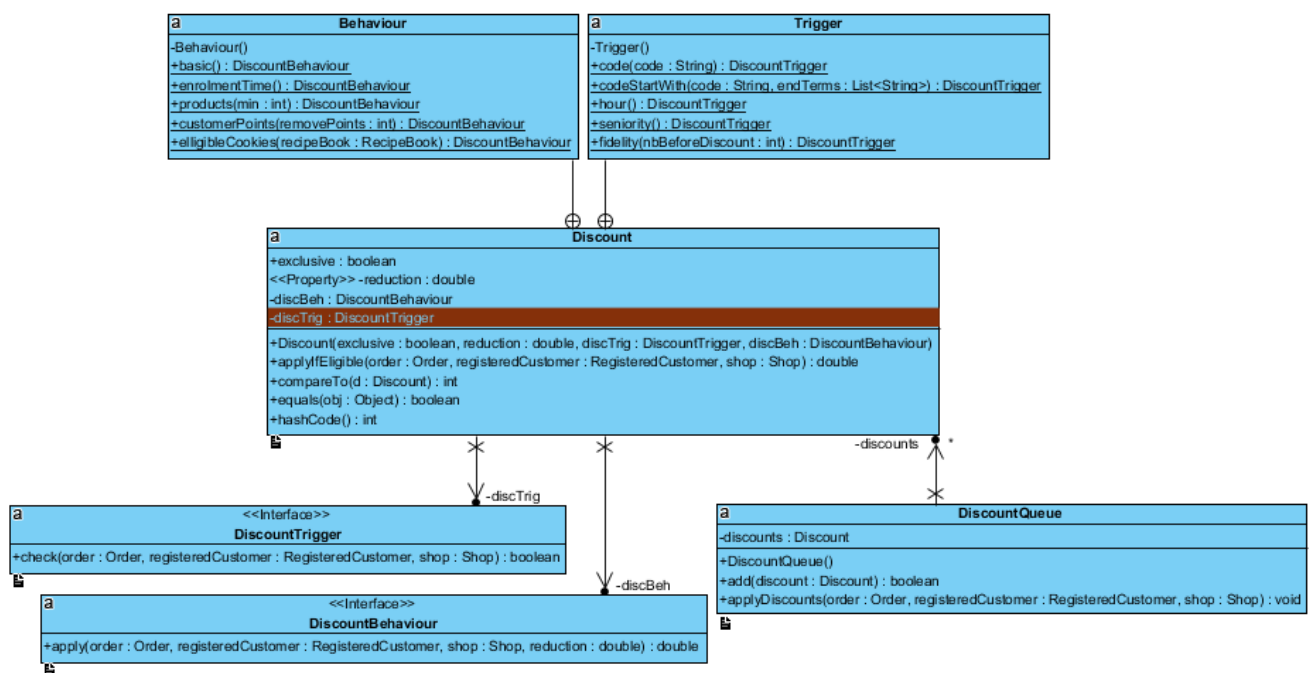 a
Behaviour
-Behaviour()
+basic() : DiscountBehaviour
+enrolmentTime() : DiscountBehaviour
+products(min : int) : DiscountBehaviour
+customerPoints(removePoints : int) : DiscountBehaviour
+elligibleCookies(recipeBook : RecipeBook) : DiscountBehaviour
a
Trigger
-Trigger()
+code(code : String) : DiscountTrigger
+codeStartWith(code : String, endTerms : List<String>) : DiscountTrigger
+hour() : DiscountTrigger
+seniority() : DiscountTrigger
+fidelity(nbBeforeDiscount : int) : DiscountTrigger
a
Discount
+exclusive : boolean
<<Property>> -reduction : double
-discBeh : DiscountBehaviour
-discTrig : DiscountTrigger
+Discount(exclusive : boolean, reduction : double, discTrig : DiscountTrigger, discBeh : DiscountBehaviour)
+applyIfEligible(order : Order, registeredCustomer : RegisteredCustomer, shop : Shop) : double
+compareTo(d : Discount) : int
+equals(obj : Object) : boolean
+hashCode() : int
-discounts
*
-discTrig
a
<<Interface>>
DiscountTrigger
+check(order : Order, registeredCustomer : RegisteredCustomer, shop : Shop) : boolean
-discBeh
a
<<Interface>>
DiscountBehaviour
+apply(order : Order, registeredCustomer : RegisteredCustomer, shop : Shop, reduction : double) : double
a
DiscountQueue
-discounts : Discount
+DiscountQueue()
+add(discount : Discount) : boolean
+applyDiscounts(order : Order, registeredCustomer : RegisteredCustomer, shop : Shop) : void